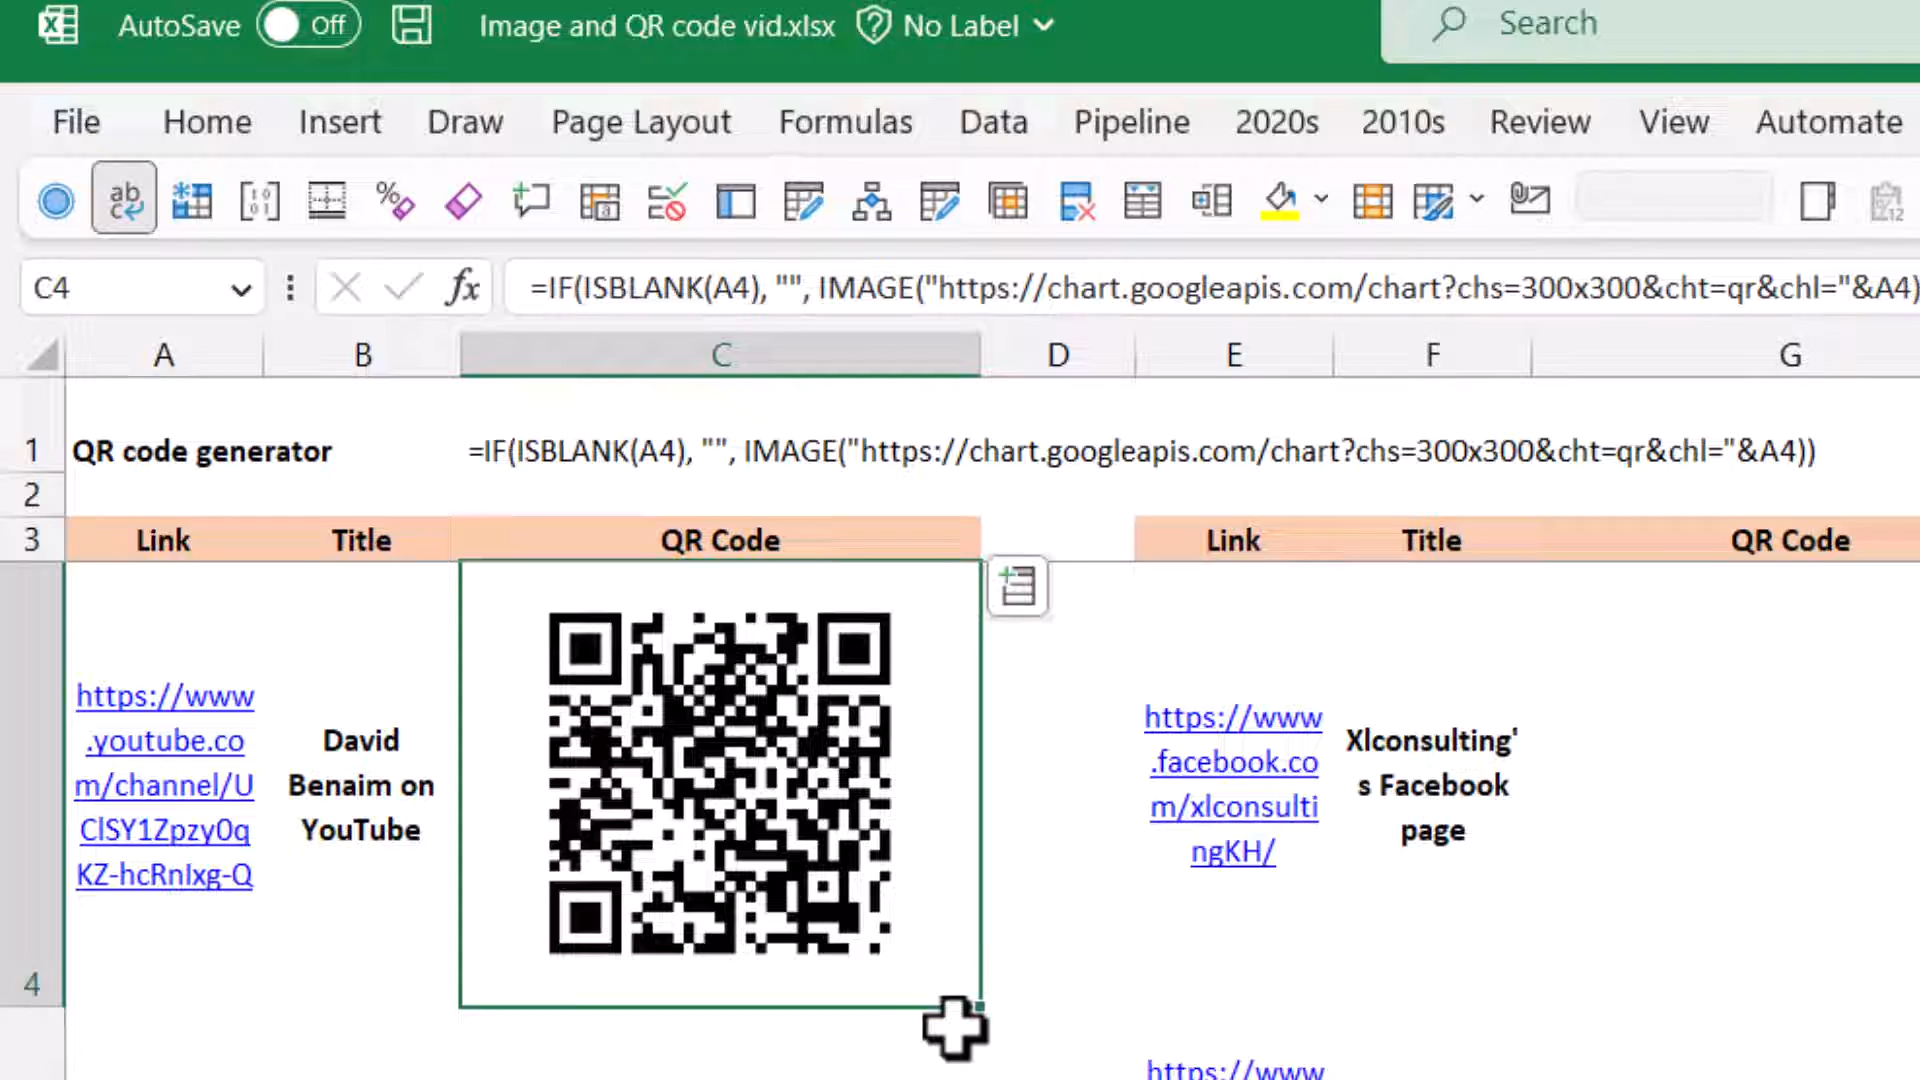 AutoSave Off Image and QR code vid.xlsx No Label Search
File Home Insert Draw Page Layout Formulas Data Pipeline 2020s 2010s Review View Automate
C4 fx =IF(ISBLANK(A4), "", IMAGE("https://chart.googleapis.com/chart?chs=300x300&cht=qr&chl="&A4)
A B C D E F G
1 QR code generator =IF(ISBLANK(A4), "", IMAGE("https://chart.googleapis.com/chart?chs=300x300&cht=qr&chl="&A4))
2
3 Link Title QR Code Link Title QR Code
4
https://www
.youtube.co
m/channel/U
ClSY1Zpzy0q
KZ-hcRnIxg-Q
David
Benaim on
YouTube
https://www
.facebook.co
m/xlconsulti
ngKH/
Xlconsulting'
s Facebook
page
https://www